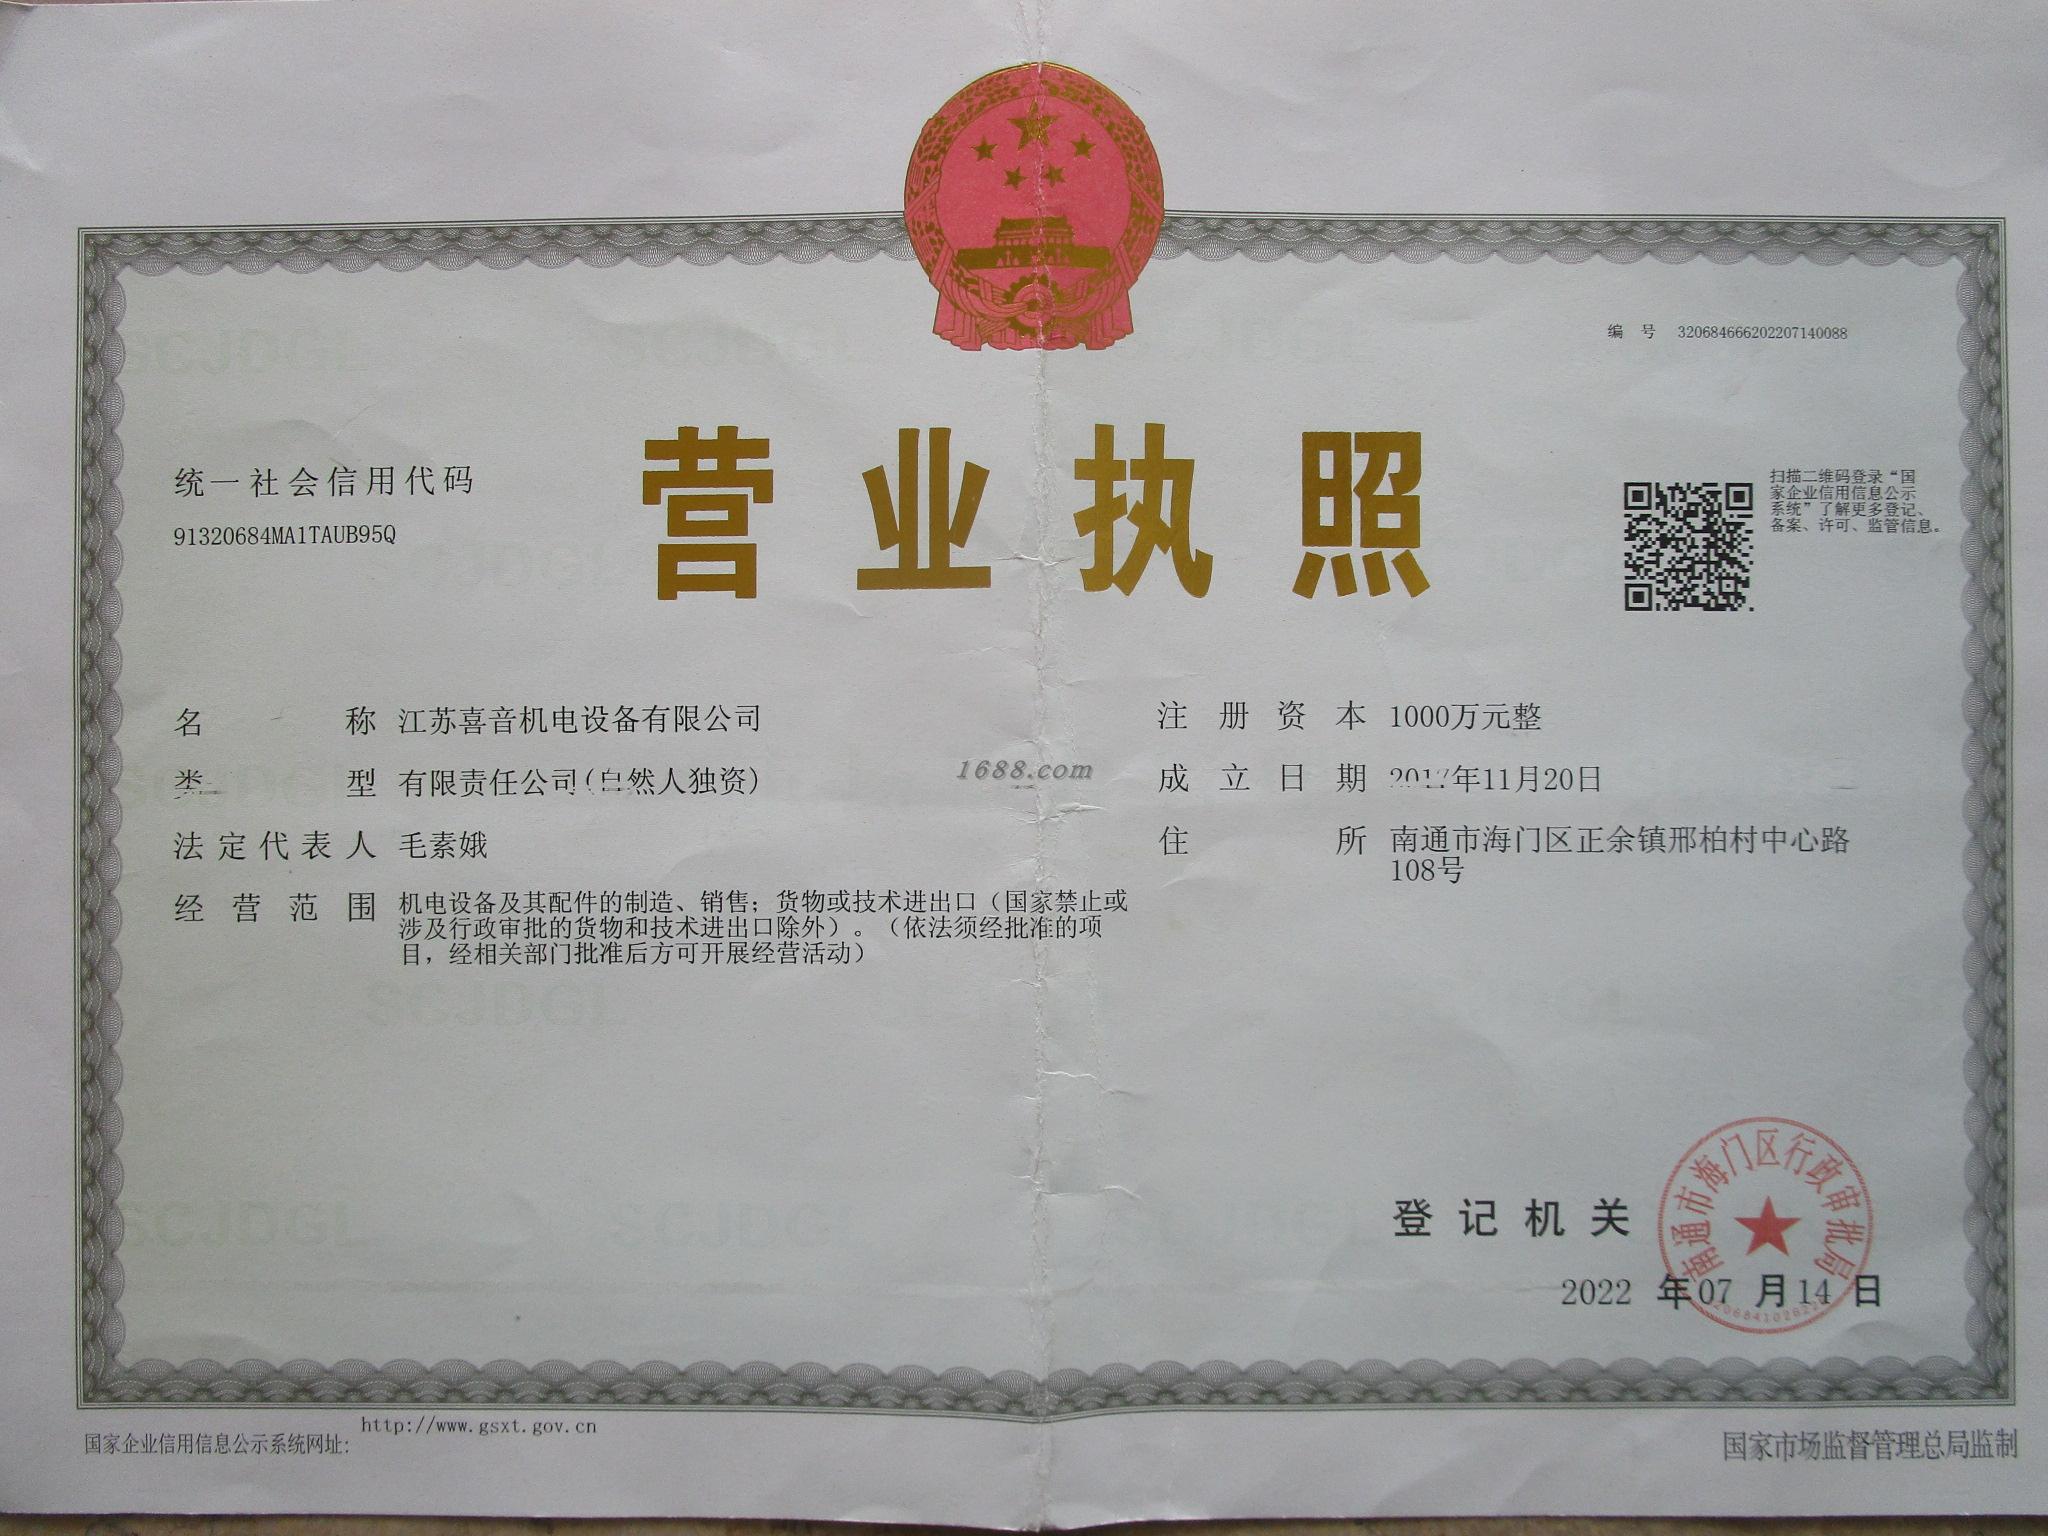 编 号 320684666202207140088
营业执照
统一社会信用代码
91320684MA1TAUB95Q
扫描二维码登录“国
家企业信用信息公示
系统”了解更多登记、
备案、许可、监管信息。
名 称 江苏喜音机电设备有限公司
类 型 有限责任公司(自然人独资)
法定代表人 毛素娥
经营范围 机电设备及其配件的制造、销售；货物或技术进出口（国家禁止或
涉及行政审批的货物和技术进出口除外）。（依法须经批准的项
目，经相关部门批准后方可开展经营活动）
注册资本 1000万元整
成立日期 2017年11月20日
住 所 南通市海门区正余镇邢柏村中心路
108号
1688.com
SCJDGL
登记机关
南通市海门区行政审批局
2022 年07 月14 日
国家企业信用信息公示系统网址: http://www.gsxt.gov.cn
国家市场监督管理总局监制